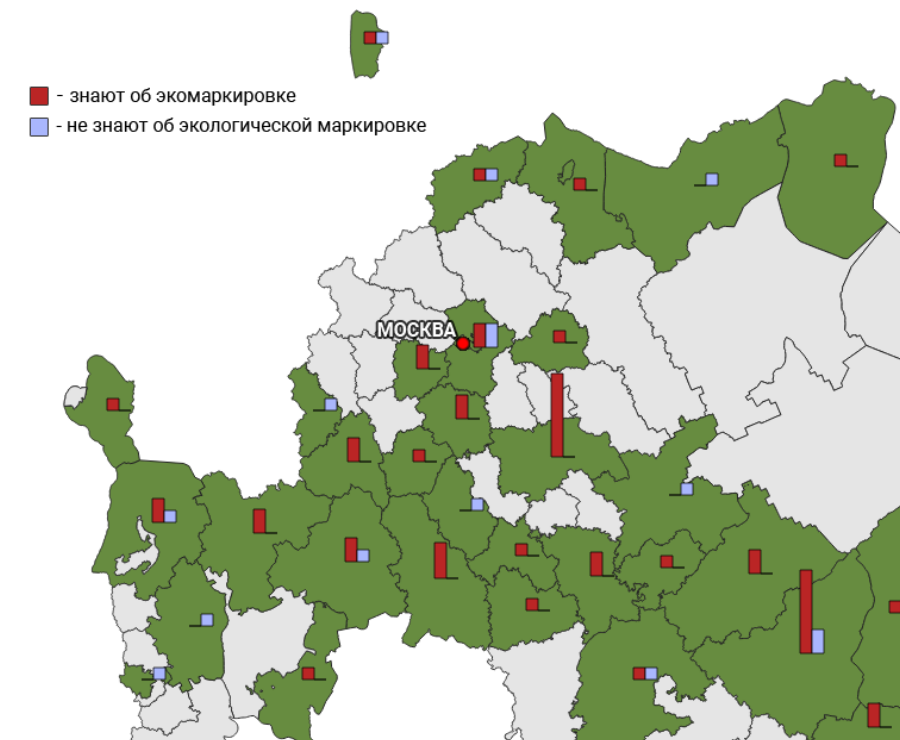 - знают об экомаркировке
- не знают об экологической маркировке
МОСКВА